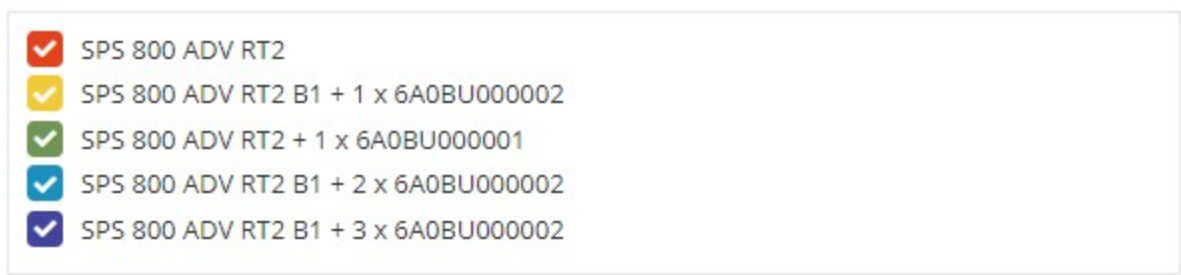 SPS 800 ADV RT2
SPS 800 ADV RT2 B1 + 1 x 6A0BU000002
SPS 800 ADV RT2 + 1 x 6A0BU000001
SPS 800 ADV RT2 B1 + 2 x 6A0BU000002
SPS 800 ADV RT2 B1 + 3 x 6A0BU000002